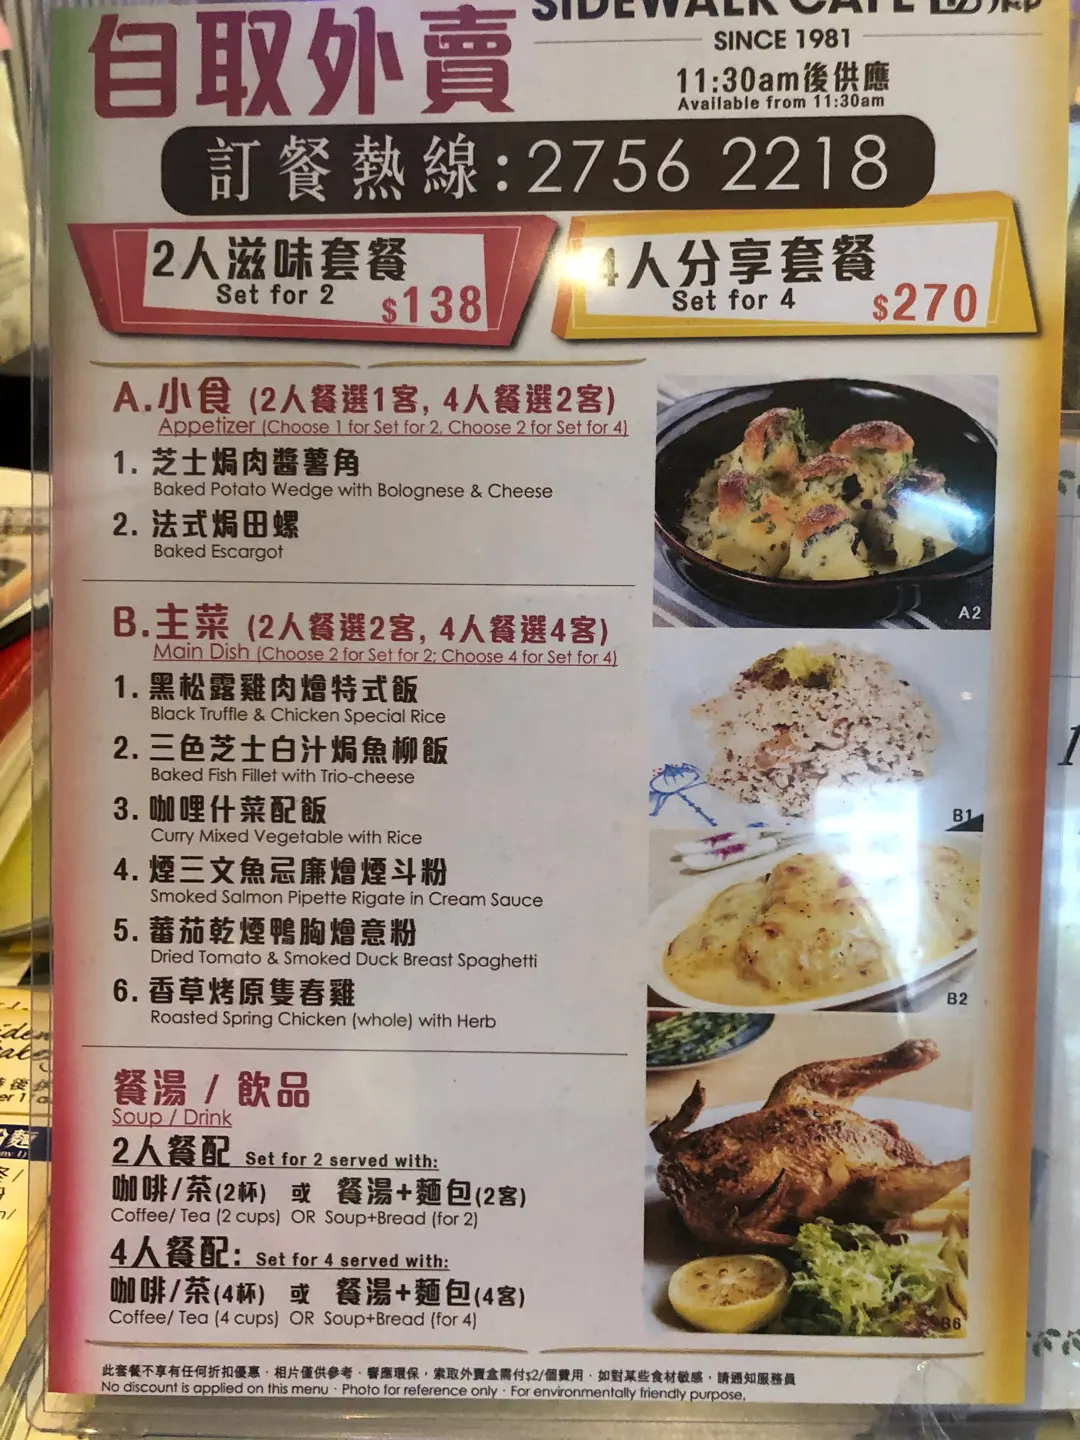 自取外賣
SIDEWALK CAFE
SINCE 1981
11:30am後供應
Available from 11:30am
訂餐熱線:2756 2218
2人滋味套餐
Set for 2
$138
4人分享套餐
Set for 4
$270
A.小食 (2人餐選1客, 4人餐選2客)
Appetizer (Choose 1 for Set for 2, Choose 2 for Set for 4)
1. 芝士焗肉醬薯角
Baked Potato Wedge with Bolognese & Cheese
2. 法式焗田螺
Baked Escargot
A2
B.主菜 (2人餐選2客, 4人餐選4客)
Main Dish (Choose 2 for Set for 2; Choose 4 for Set for 4)
1. 黑松露雞肉燴特式飯
Black Truffle & Chicken Special Rice
2. 三色芝士白汁焗魚柳飯
Baked Fish Fillet with Trio-cheese
3. 咖哩什菜配飯
Curry Mixed Vegetable with Rice
B1
4. 煙三文魚忌廉燴煙斗粉
Smoked Salmon Pipette Rigate in Cream Sauce
5. 蕃茄乾煙鴨胸燴意粉
Dried Tomato & Smoked Duck Breast Spaghetti
6. 香草烤原隻春雞
Roasted Spring Chicken (whole) with Herb
B2
餐湯 / 飲品
Soup / Drink
2人餐配 Set for 2 served with:
咖啡/茶(2杯) 或 餐湯+麵包(2客)
Coffee/ Tea (2 cups) OR Soup+Bread (for 2)
4人餐配: Set for 4 served with:
咖啡/茶(4杯) 或 餐湯+麵包(4客)
Coffee/ Tea (4 cups) OR Soup+Bread (for 4)
B6
此套餐不享有任何折扣優惠‧相片僅供參考‧響應環保，索取外賣盒需付$2/個費用‧如對某些食材敏感，請通知服務員
No discount is applied on this menu · Photo for reference only · For environmentally friendly purpose,